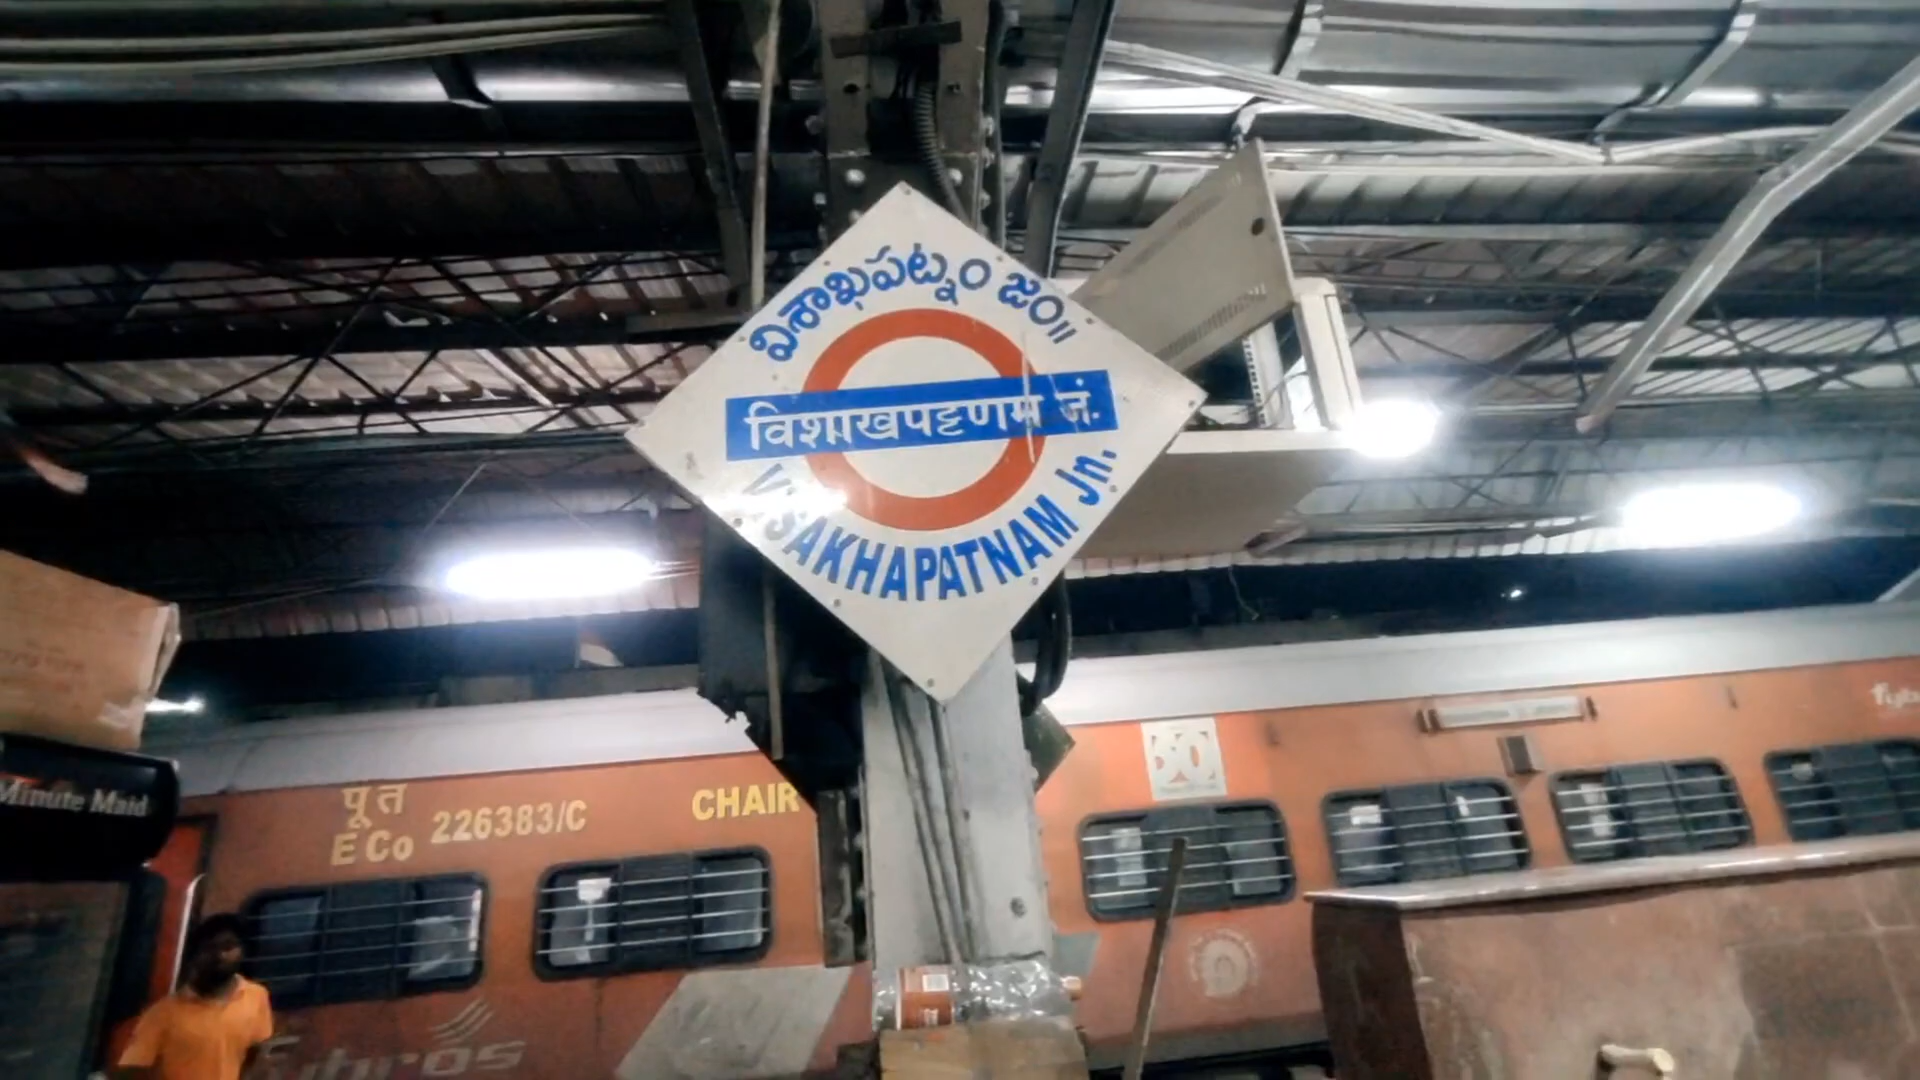 విశాఖపట్నం జం॥
विशाखपट्टणम जं.
VISAKHAPATNAM Jn.
Minute Maid
पू त
E Co 226383/C
CHAIR